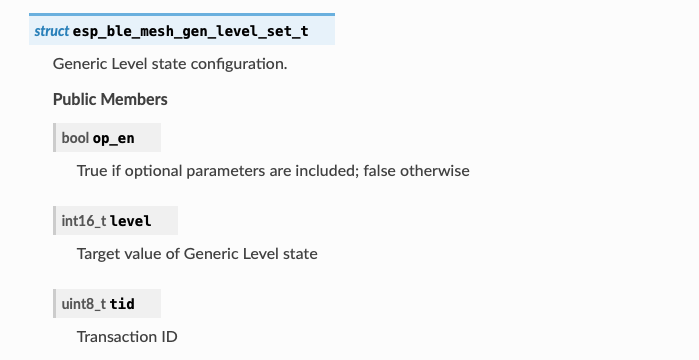 struct esp_ble_mesh_gen_level_set_t
Generic Level state configuration.
Public Members
bool op_en
True if optional parameters are included; false otherwise
int16_t level
Target value of Generic Level state
uint8_t tid
Transaction ID